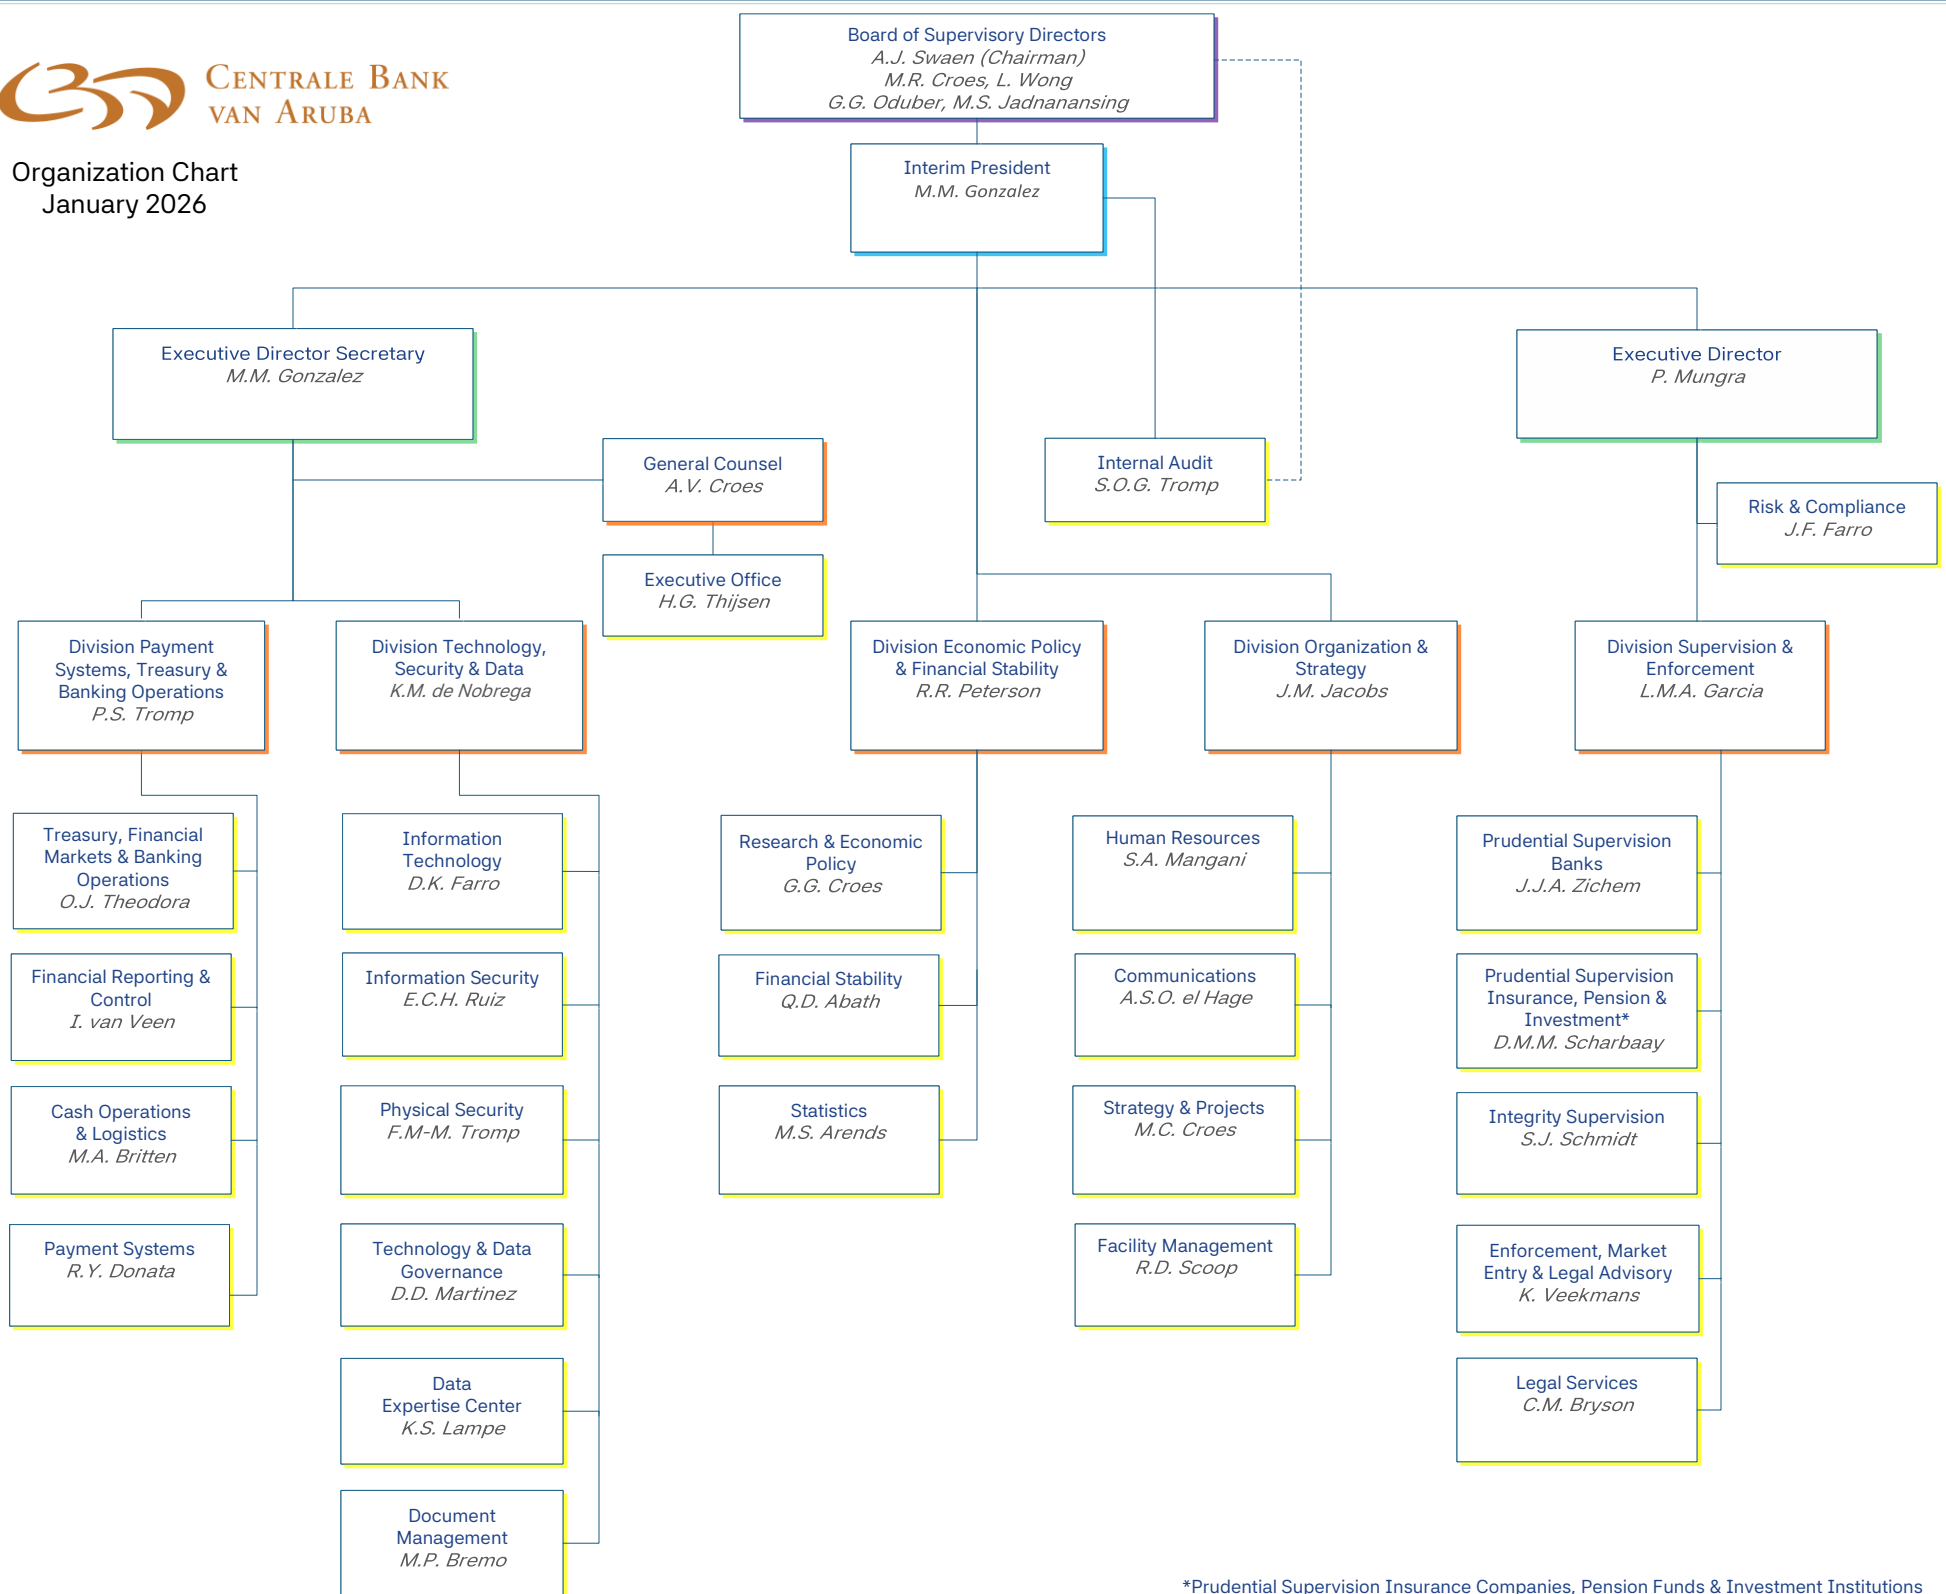 CENTRALE BANK
VAN ARUBA
Organization Chart
January 2026
Board of Supervisory Directors
A.J. Swaen (Chairman)
M.R. Croes, L. Wong
G.G. Oduber, M.S. Jadnanansing
Interim President
M.M. Gonzalez
Executive Director Secretary
M.M. Gonzalez
Executive Director
P. Mungra
General Counsel
A.V. Croes
Internal Audit
S.O.G. Tromp
Risk & Compliance
J.F. Farro
Executive Office
H.G. Thijsen
Division Payment
Systems, Treasury &
Banking Operations
P.S. Tromp
Division Technology,
Security & Data
K.M. de Nobrega
Division Economic Policy
& Financial Stability
R.R. Peterson
Division Organization &
Strategy
J.M. Jacobs
Division Supervision &
Enforcement
L.M.A. Garcia
Treasury, Financial
Markets & Banking
Operations
O.J. Theodora
Financial Reporting &
Control
I. van Veen
Cash Operations
& Logistics
M.A. Britten
Payment Systems
R.Y. Donata
Information
Technology
D.K. Farro
Information Security
E.C.H. Ruiz
Physical Security
F.M-M. Tromp
Technology & Data
Governance
D.D. Martinez
Data
Expertise Center
K.S. Lampe
Document
Management
M.P. Bremo
Research & Economic
Policy
G.G. Croes
Financial Stability
Q.D. Abath
Statistics
M.S. Arends
Human Resources
S.A. Mangani
Communications
A.S.O. el Hage
Strategy & Projects
M.C. Croes
Facility Management
R.D. Scoop
Prudential Supervision
Banks
J.J.A. Zichem
Prudential Supervision
Insurance, Pension &
Investment*
D.M.M. Scharbaay
Integrity Supervision
S.J. Schmidt
Enforcement, Market
Entry & Legal Advisory
K. Veekmans
Legal Services
C.M. Bryson
*Prudential Supervision Insurance Companies, Pension Funds & Investment Institutions